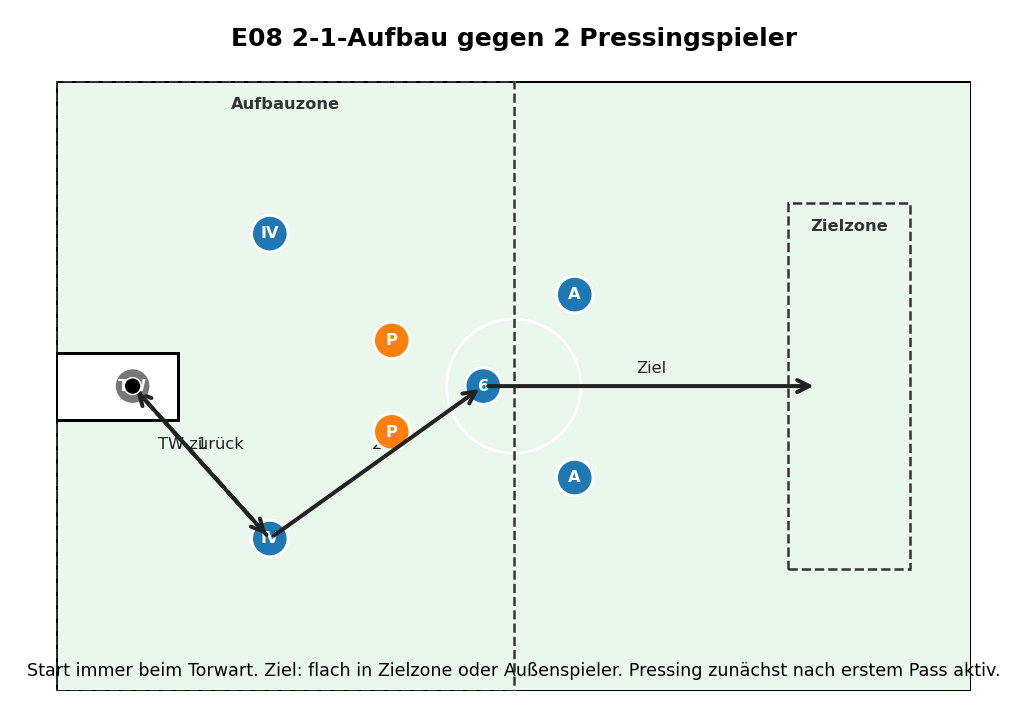 E08 2-1-Aufbau gegen 2 Pressingspieler
Aufbauzone
Zielzone
IV
A
P
TW
6
Ziel
P
TW zurück
1
A
IV
Start immer beim Torwart. Ziel: flach in Zielzone oder Außenspieler. Pressing zunächst nach erstem Pass aktiv.